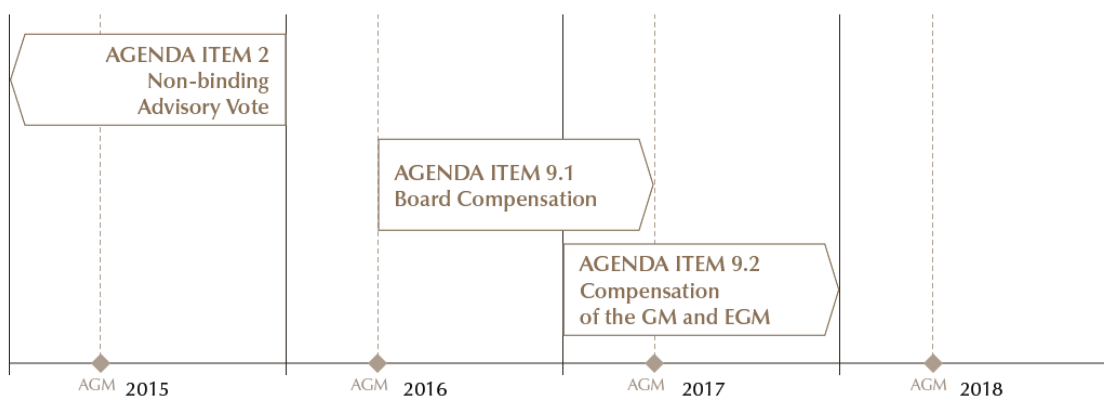 AGENDA ITEM 2
Non-binding
Advisory Vote
AGENDA ITEM 9.1
Board Compensation
AGENDA ITEM 9.2
Compensation
of the GM and EGM
AGM 2015 AGM 2016 AGM 2017 AGM 2018